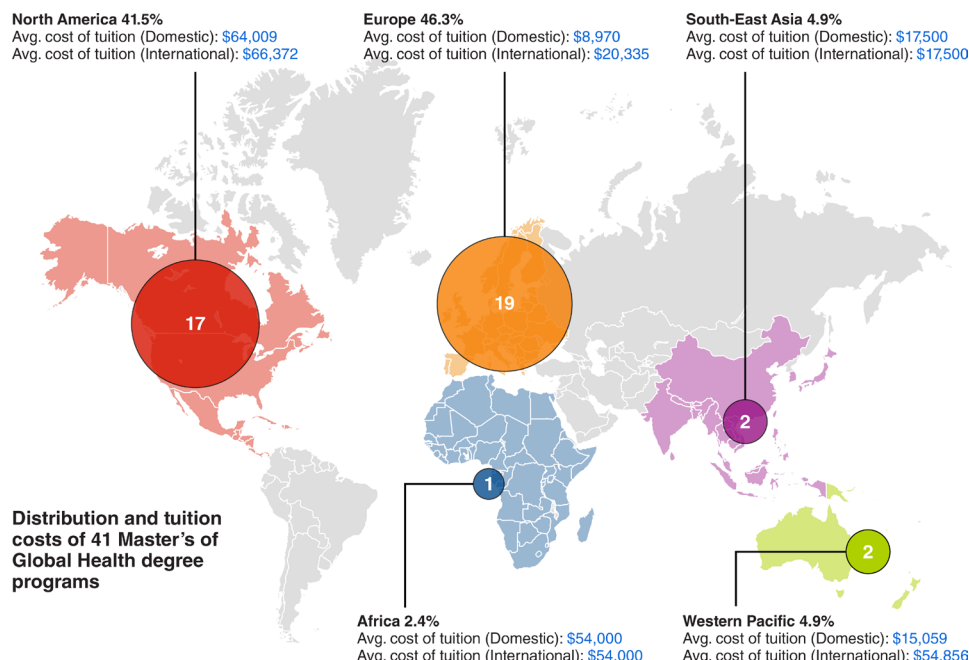 North America 41.5%
Avg. cost of tuition (Domestic): $64,009
Avg. cost of tuition (International): $66,372
Europe 46.3%
Avg. cost of tuition (Domestic): $8,970
Avg. cost of tuition (International): $20,335
South-East Asia 4.9%
Avg. cost of tuition (Domestic): $17,500
Avg. cost of tuition (International): $17,500
17
19
2
1
2
Distribution and tuition
costs of 41 Master's of
Global Health degree
programs
Africa 2.4%
Avg. cost of tuition (Domestic): $54,000
Avg. cost of tuition (International): $54,000
Western Pacific 4.9%
Avg. cost of tuition (Domestic): $15,059
Avg. cost of tuition (International): $54,856